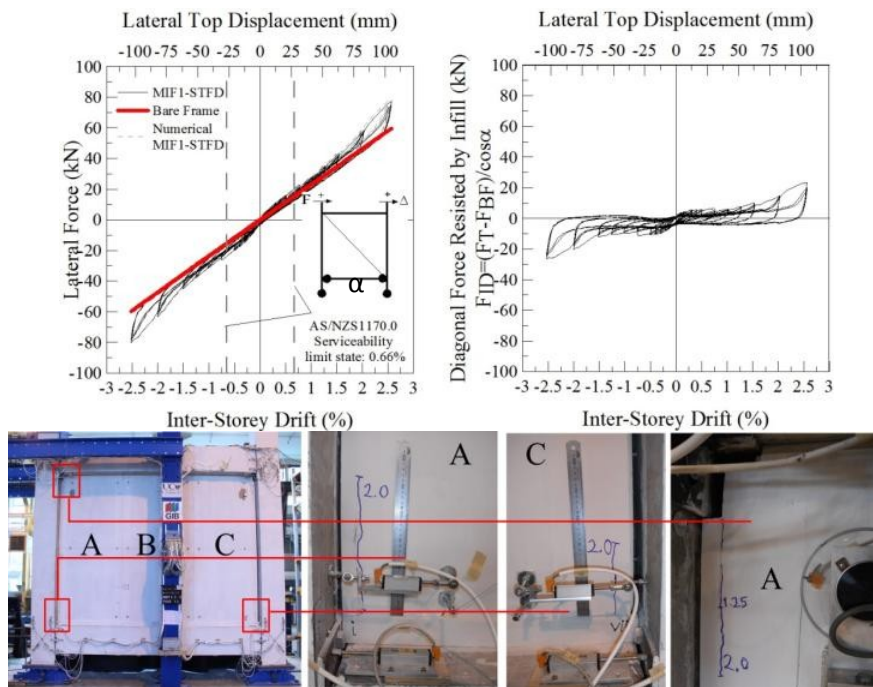 Lateral Top Displacement (mm)
-100 -75 -50 -25 0 25 50 75 100
100
80
60
40
20
0
-20
-40
-60
-80
-100
Lateral Force (kN)
MIF1-STFD
Bare Frame
Numerical
MIF1-STFD
F
+
+
Δ
α
AS/NZS1170.0
Serviceability
limit state: 0.66%
-3 -2.5 -2 -1.5 -1 -0.5 0 0.5 1 1.5 2 2.5 3
Inter-Storey Drift (%)
Lateral Top Displacement (mm)
-100 -75 -50 -25 0 25 50 75 100
100
80
60
40
20
0
-20
-40
-60
-80
-100
Diagonal Force Resisted by Infill (kN)
FID=(FT-FBF)/cosα
-3 -2.5 -2 -1.5 -1 -0.5 0 0.5 1 1.5 2 2.5 3
Inter-Storey Drift (%)
A B C
GIB
A
2.0
C
2.0
A
1.25
2.0